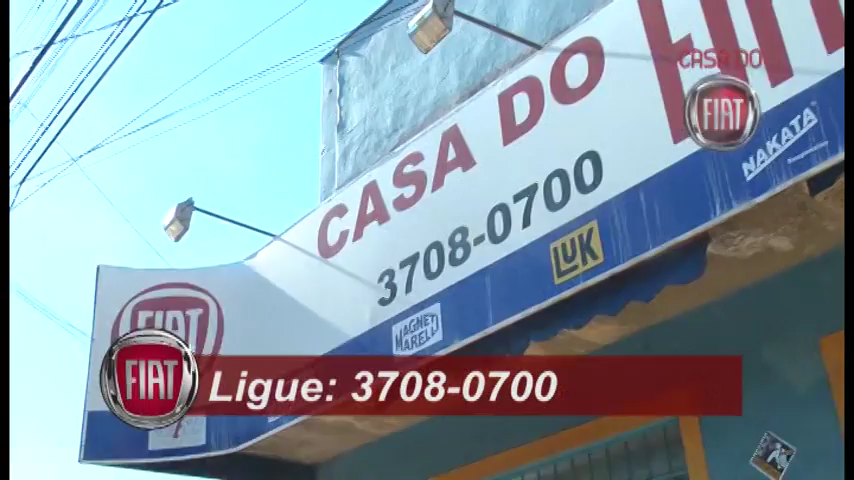 CASA DO FIAT
CASA DO
FIAT
3708-0700
NAKATA
LUK
MAGNETI
MARELLI
FIAT
FIAT
Ligue: 3708-0700